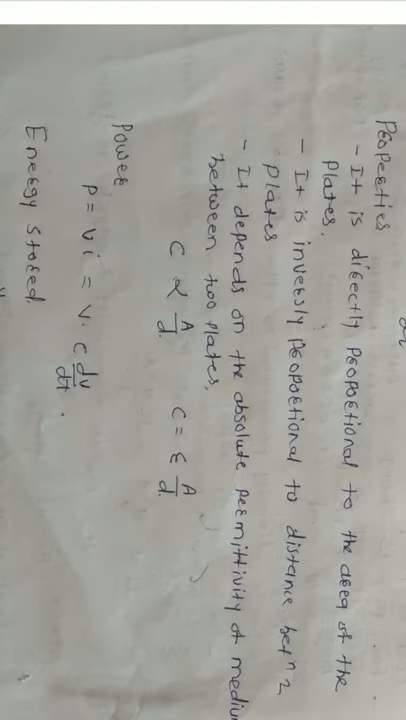 Properties
- It is directly proportional to the area of the
plates.
- It is inversly proportional to distance betn 2
plates
- It depends on the absolute permittivity of mediu
between two plates.
C ∝ A/d. C = ε A/d.
Power
P = Vi = V. C dv/dt.
Energy Stored.